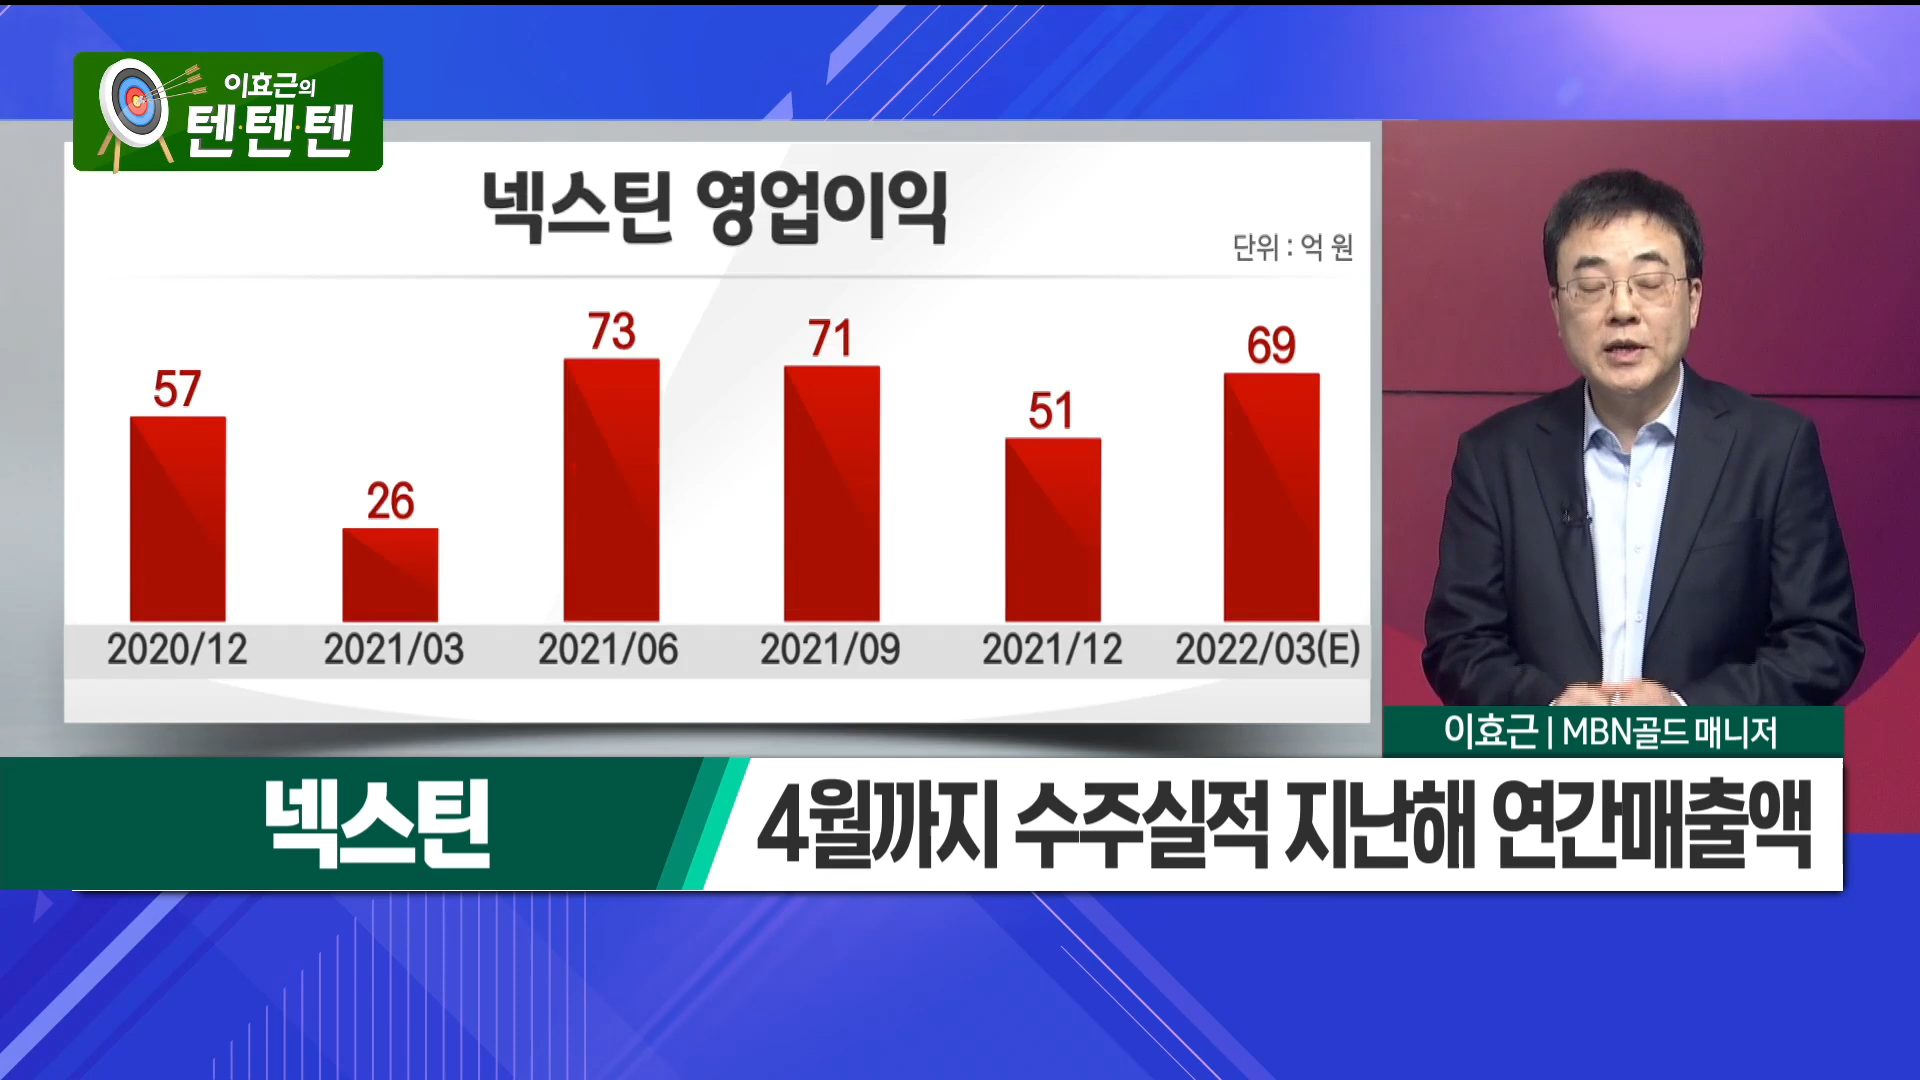 이효근의
텐·텐·텐
넥스틴 영업이익
단위 : 억 원
57
26
73
71
51
69
2020/12
2021/03
2021/06
2021/09
2021/12
2022/03(E)
이효근 | MBN골드 매니저
넥스틴
4월까지 수주실적 지난해 연간매출액